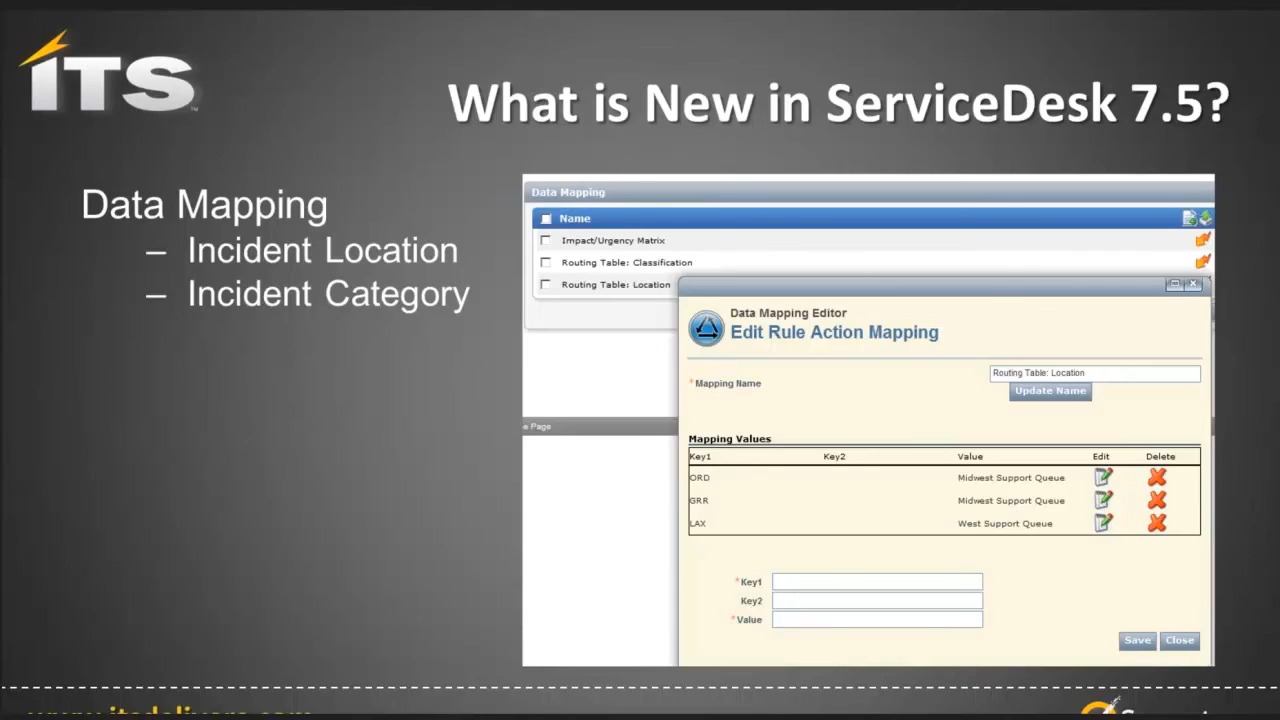 iTS
What is New in ServiceDesk 7.5?
Data Mapping
– Incident Location
– Incident Category
Data Mapping
Name
Impact/Urgency Matrix
Routing Table: Classification
Routing Table: Location
Data Mapping Editor
Edit Rule Action Mapping
* Mapping Name
Routing Table: Location
Update Name
e Page
Mapping Values
Key1 Key2 Value Edit Delete
ORD Midwest Support Queue
GRR Midwest Support Queue
LAX West Support Queue
* Key1
Key2
* Value
Save Close